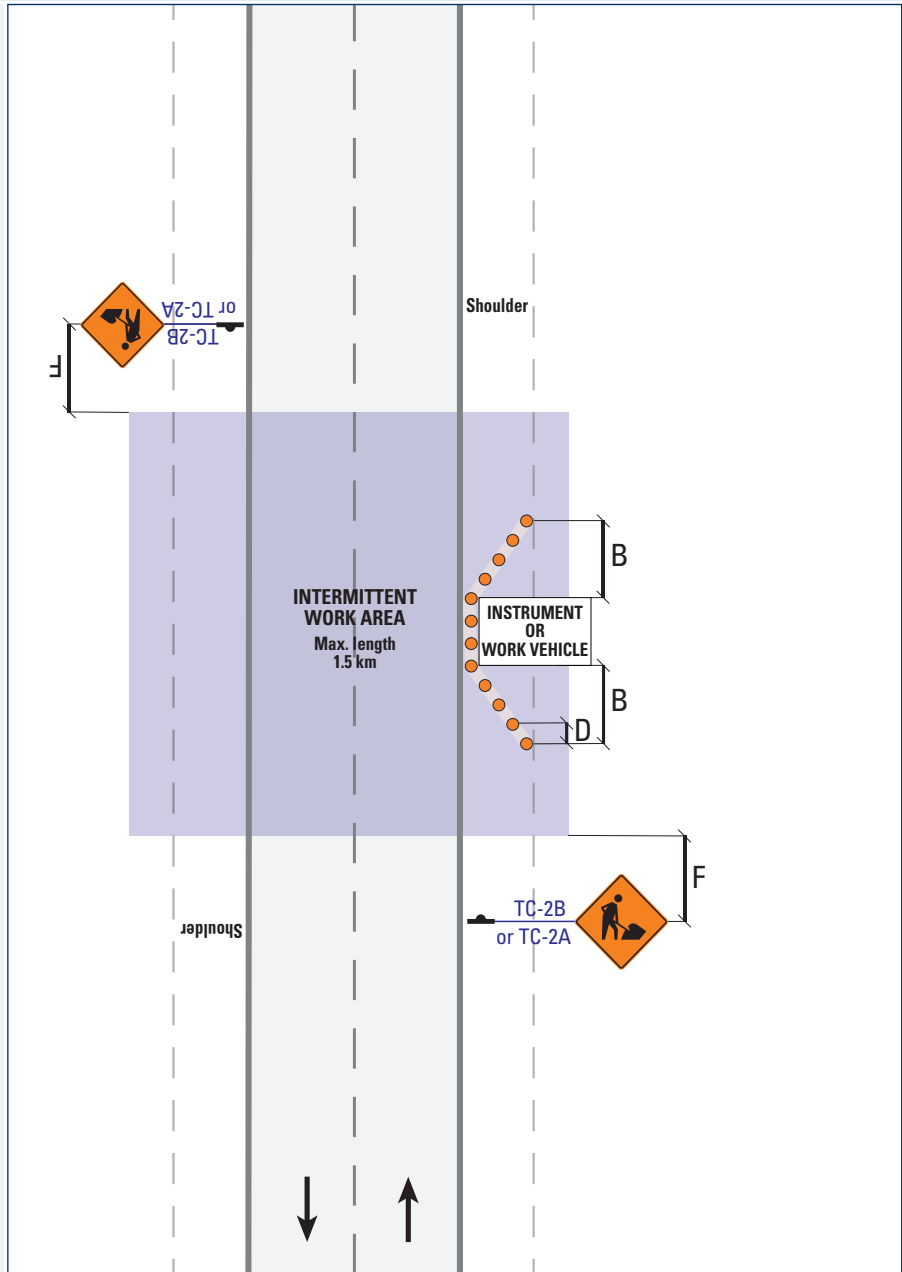 or TC-2A
TC-2B
F
Shoulder
B
INTERMITTENT
WORK AREA
Max. length
1.5 km
INSTRUMENT
OR
WORK VEHICLE
B
D
F
TC-2B
or TC-2A
Shoulder